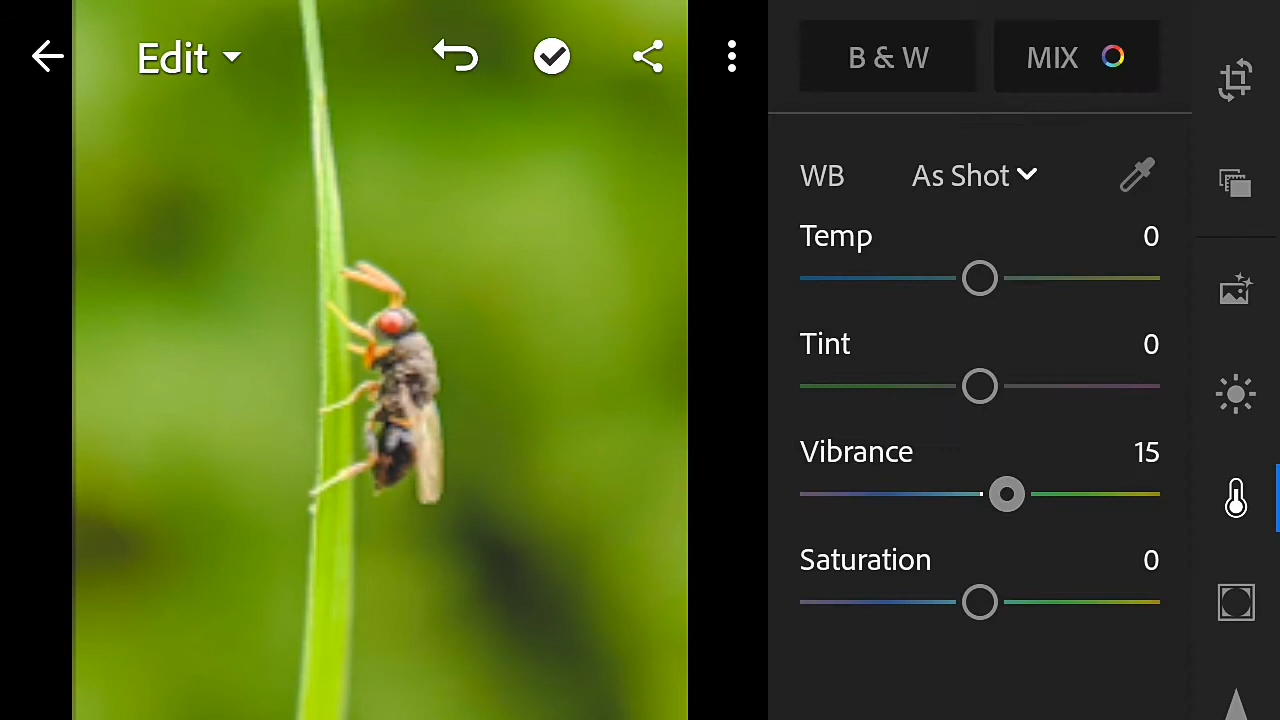 Edit
B & W MIX
WB As Shot
Temp 0
Tint 0
Vibrance 15
Saturation 0